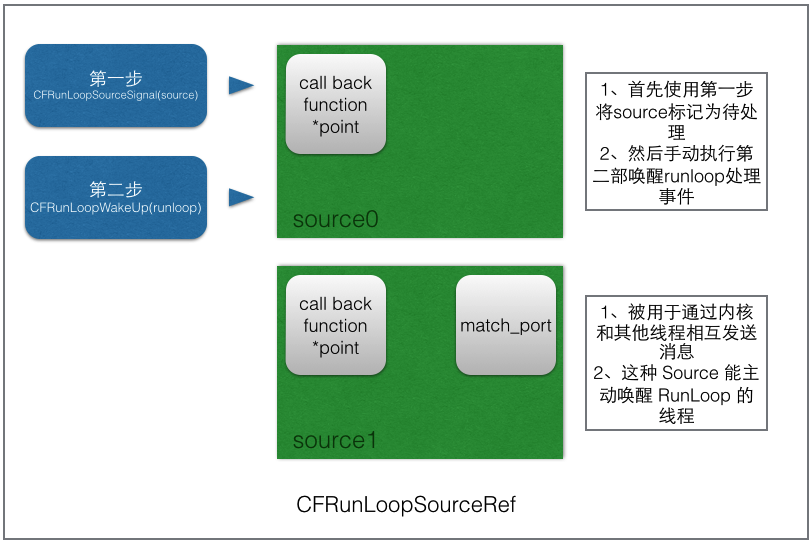 第一步
CFRunLoopSourceSignal(source)
第二步
CFRunLoopWakeUp(runloop)
call back
function
*point
source0
1、首先使用第一步
将source标记为待处
理
2、然后手动执行第
二部唤醒runloop处理
事件
call back
function
*point
match_port
source1
1、被用于通过内核
和其他线程相互发送
消息
2、这种 Source 能主
动唤醒 RunLoop 的
线程
CFRunLoopSourceRef